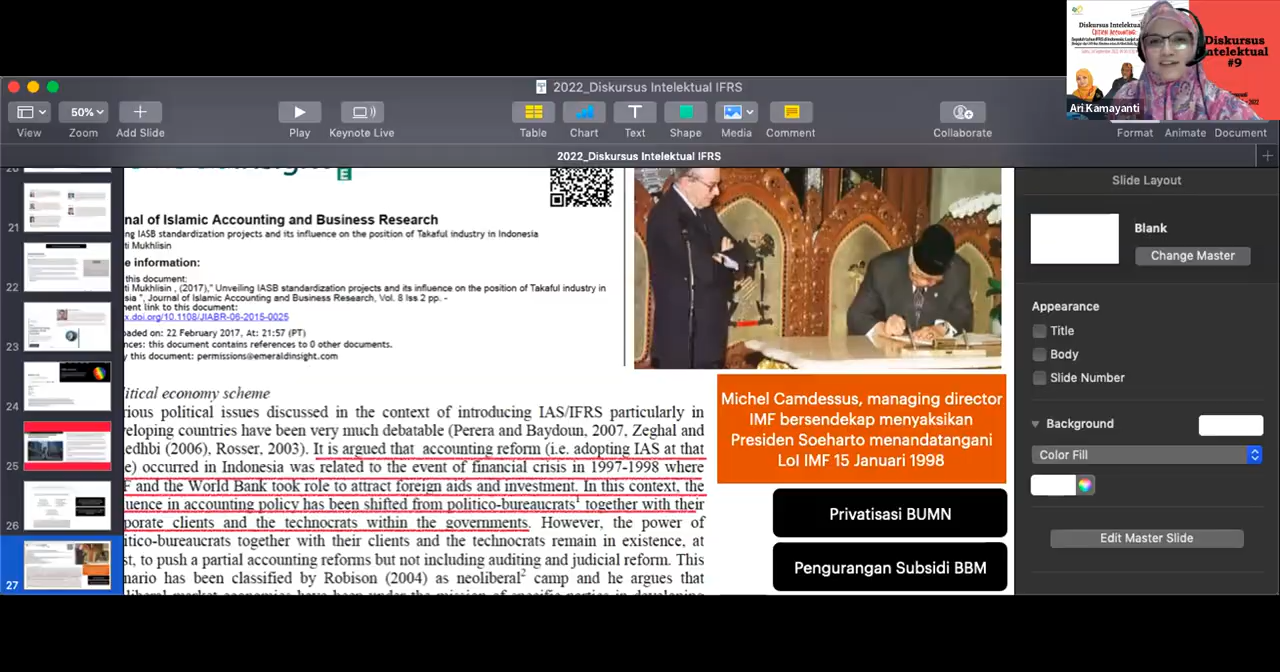 2022_Diskursus Intelektual IFRS
50%
View
Zoom
Add Slide
Play
Keynote Live
Table
Chart
Text
Shape
Media
Comment
Collaborate
Format
Animate
Document
2022_Diskursus Intelektual IFRS
Diskursus Intelektual
Diskursus
Intelektual
#9
Ari Kamayanti
21
22
23
24
25
26
27
nal of Islamic Accounting and Business Research
ng IASB standardization projects and its influence on the position of Takaful industry in Indonesia
ti Mukhlisin
e information:
this document:
ti Mukhlisin , (2017)," Unveiling IASB standardization projects and its influence on the position of Takaful industry in
sia ", Journal of Islamic Accounting and Business Research, Vol. 8 Iss 2 pp. -
nent link to this document:
x.doi.org/10.1108/JIABR-06-2015-0025
oaded on: 22 February 2017, At: 21:57 (PT)
nces: this document contains references to 0 other documents.
y this document: permissions@emeraldinsight.com
litical economy scheme
rious political issues discussed in the context of introducing IAS/IFRS particularly in
veloping countries have been very much debatable (Perera and Baydoun, 2007, Zeghal and
edhbi (2006), Rosser, 2003). It is argued that accounting reform (i.e. adopting IAS at that
e) occurred in Indonesia was related to the event of financial crisis in 1997-1998 where
F and the World Bank took role to attract foreign aids and investment. In this context, the
uence in accounting policy has been shifted from politico-bureaucrats1 together with their
porate clients and the technocrats within the governments. However, the power of
itico-bureaucrats together with their clients and the technocrats remain in existence, at
st, to push a partial accounting reforms but not including auditing and judicial reform. This
nario has been classified by Robison (2004) as neoliberal2 camp and he argues that
Michel Camdessus, managing director
IMF bersendekap menyaksikan
Presiden Soeharto menandatangani
LoI IMF 15 Januari 1998
Privatisasi BUMN
Pengurangan Subsidi BBM
Slide Layout
Blank
Change Master
Appearance
Title
Body
Slide Number
Background
Color Fill
Edit Master Slide